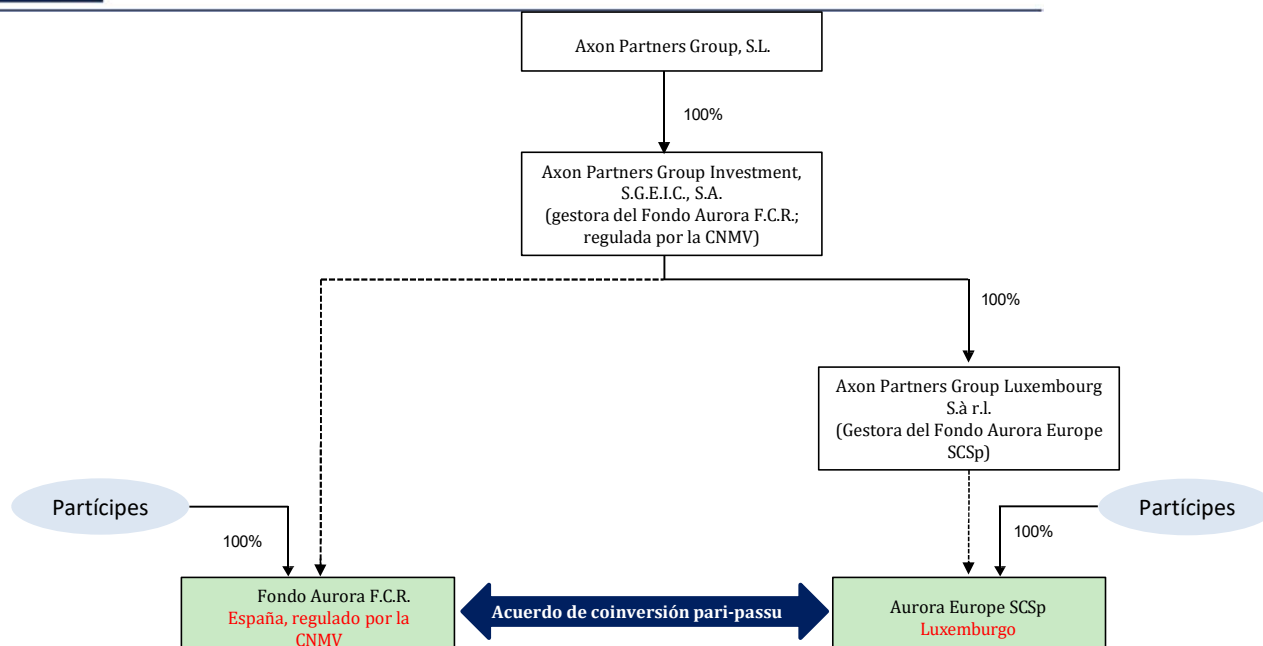 Axon Partners Group, S.L.
100%
Axon Partners Group Investment,
S.G.E.I.C., S.A.
(gestora del Fondo Aurora F.C.R.;
regulada por la CNMV)
100%
Axon Partners Group Luxembourg
S.à r.l.
(Gestora del Fondo Aurora Europe
SCSp)
Partícipes
Partícipes
100%
100%
Fondo Aurora F.C.R.
España, regulado por la
CNMV
Acuerdo de coinversión pari-passu
Aurora Europe SCSp
Luxemburgo